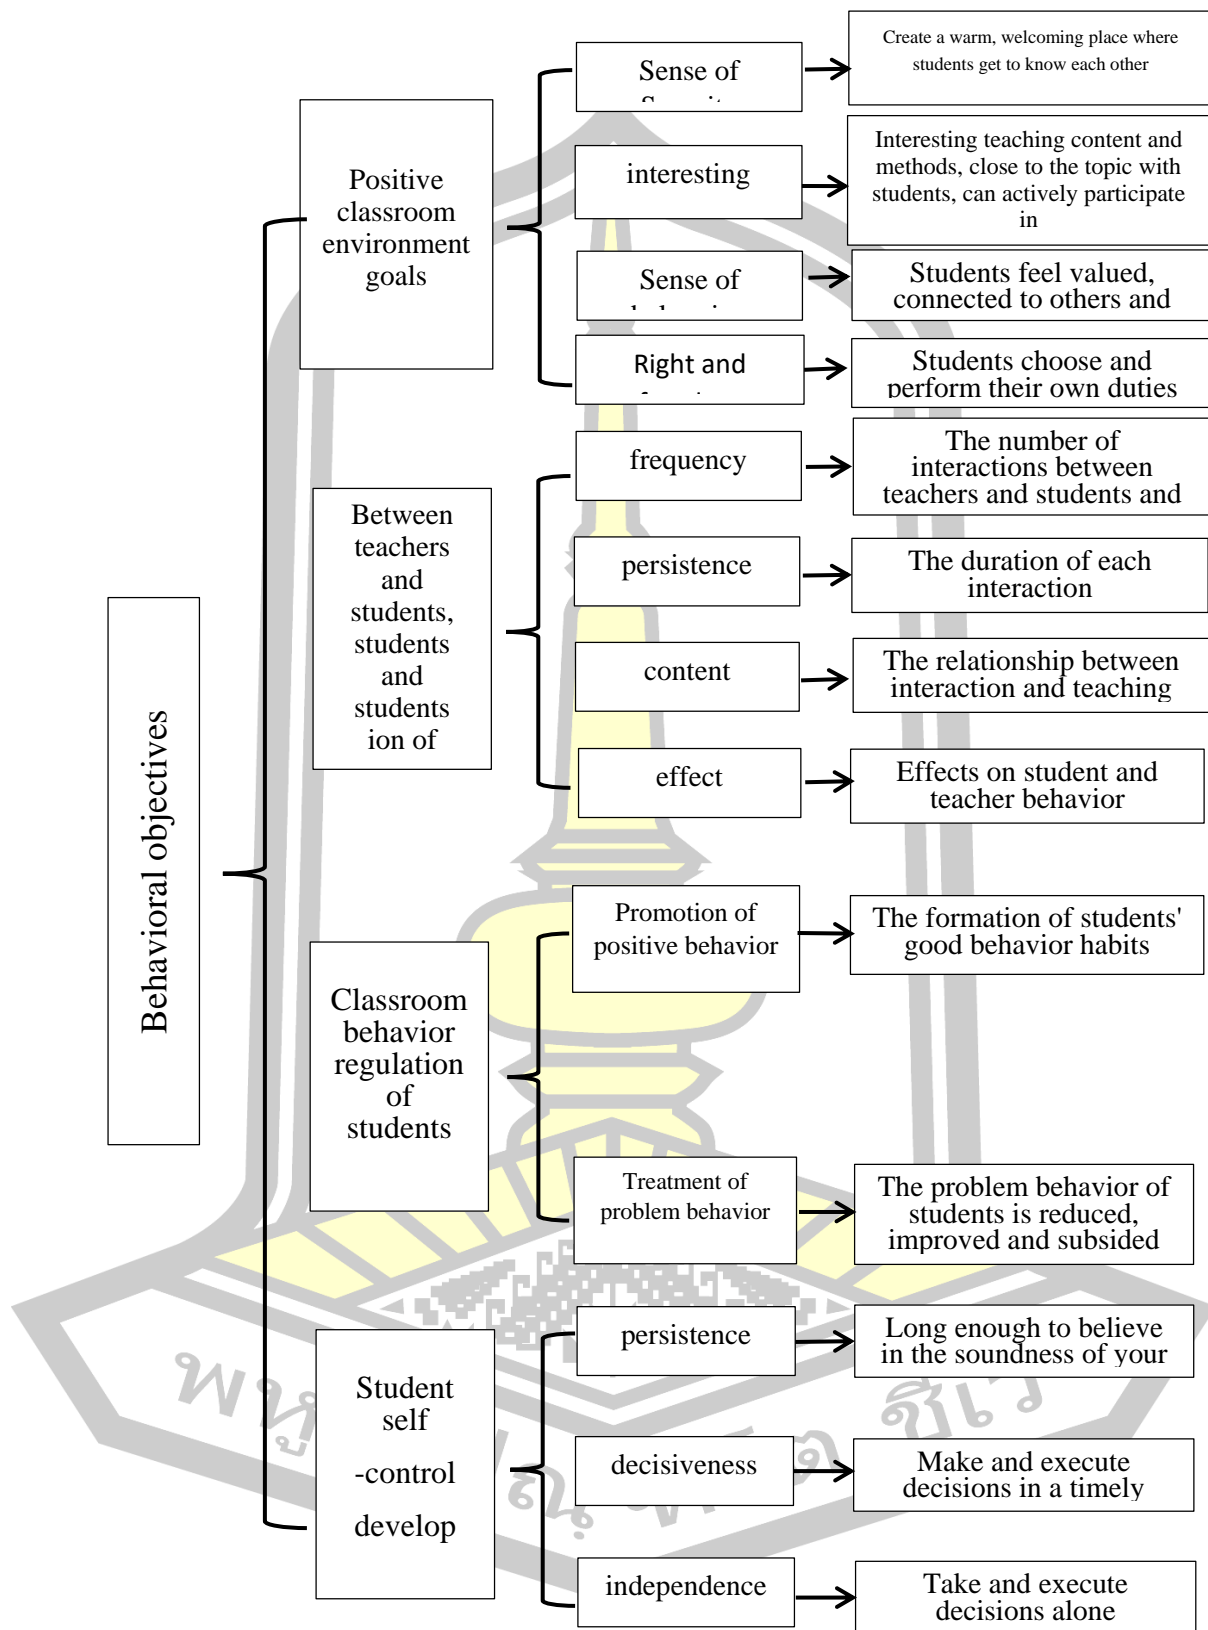 Behavioral objectives
Positive
classroom
environment
goals
Sense of
Create a warm, welcoming place where
students get to know each other
interesting
Interesting teaching content and
methods, close to the topic with
students, can actively participate
in
Sense of
Students feel valued,
connected to others and
Right and
Students choose and
perform their own duties
Between
teachers
and
students,
students
and
students
ion of
frequency
The number of
interactions between
teachers and students and
persistence
The duration of each
interaction
content
The relationship between
interaction and teaching
effect
Effects on student and
teacher behavior
Classroom
behavior
regulation
of
students
Promotion of
positive behavior
The formation of students'
good behavior habits
Treatment of
problem behavior
The problem behavior of
students is reduced,
improved and subsided
Student
self
-control
develop
persistence
Long enough to believe
in the soundness of your
decisiveness
Make and execute
decisions in a timely
independence
Take and execute
decisions alone
ชีเว